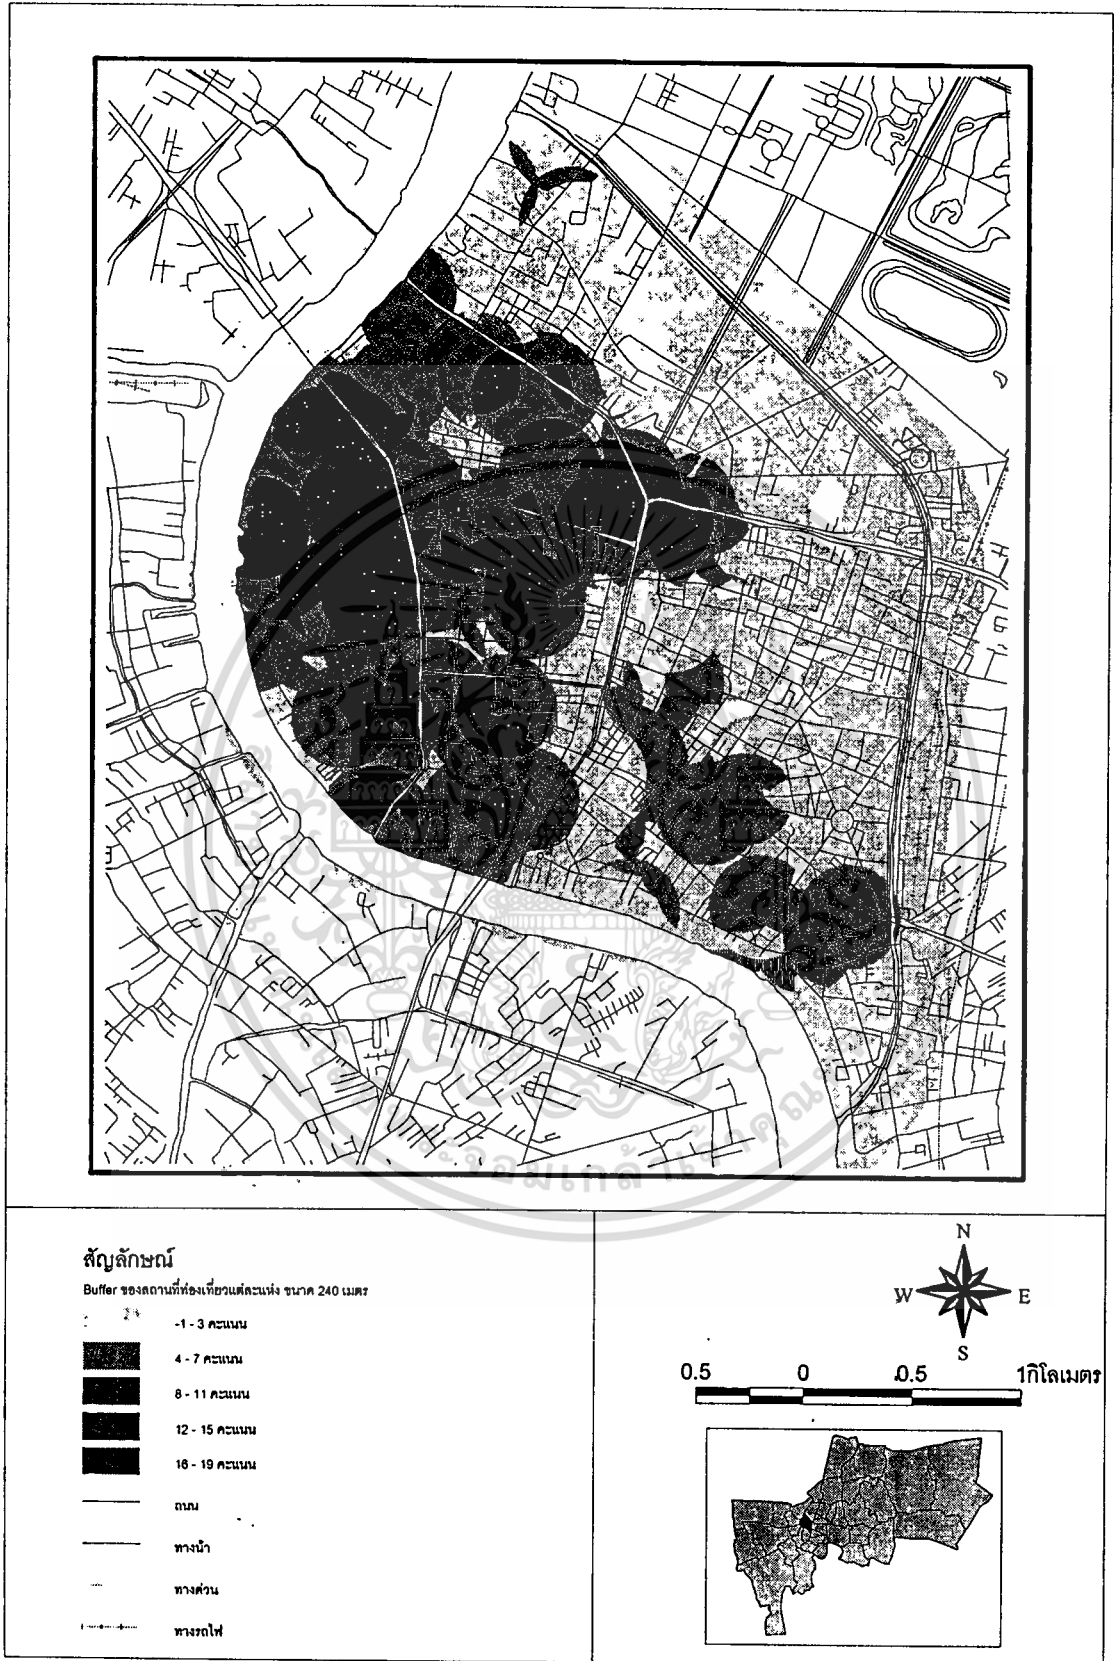 สัญลักษณ์
Buffer ของสถานที่ท่องเที่ยวแต่ละแห่ง ขนาด 240 เมตร
-1 - 3 คะแนน
4 - 7 คะแนน
8 - 11 คะแนน
12 - 15 คะแนน
16 - 19 คะแนน
ถนน
ทางน้ำ
ทางด่วน
ทางรถไฟ
N
W E
S
0.5 0 0.5 1กิโลเมตร